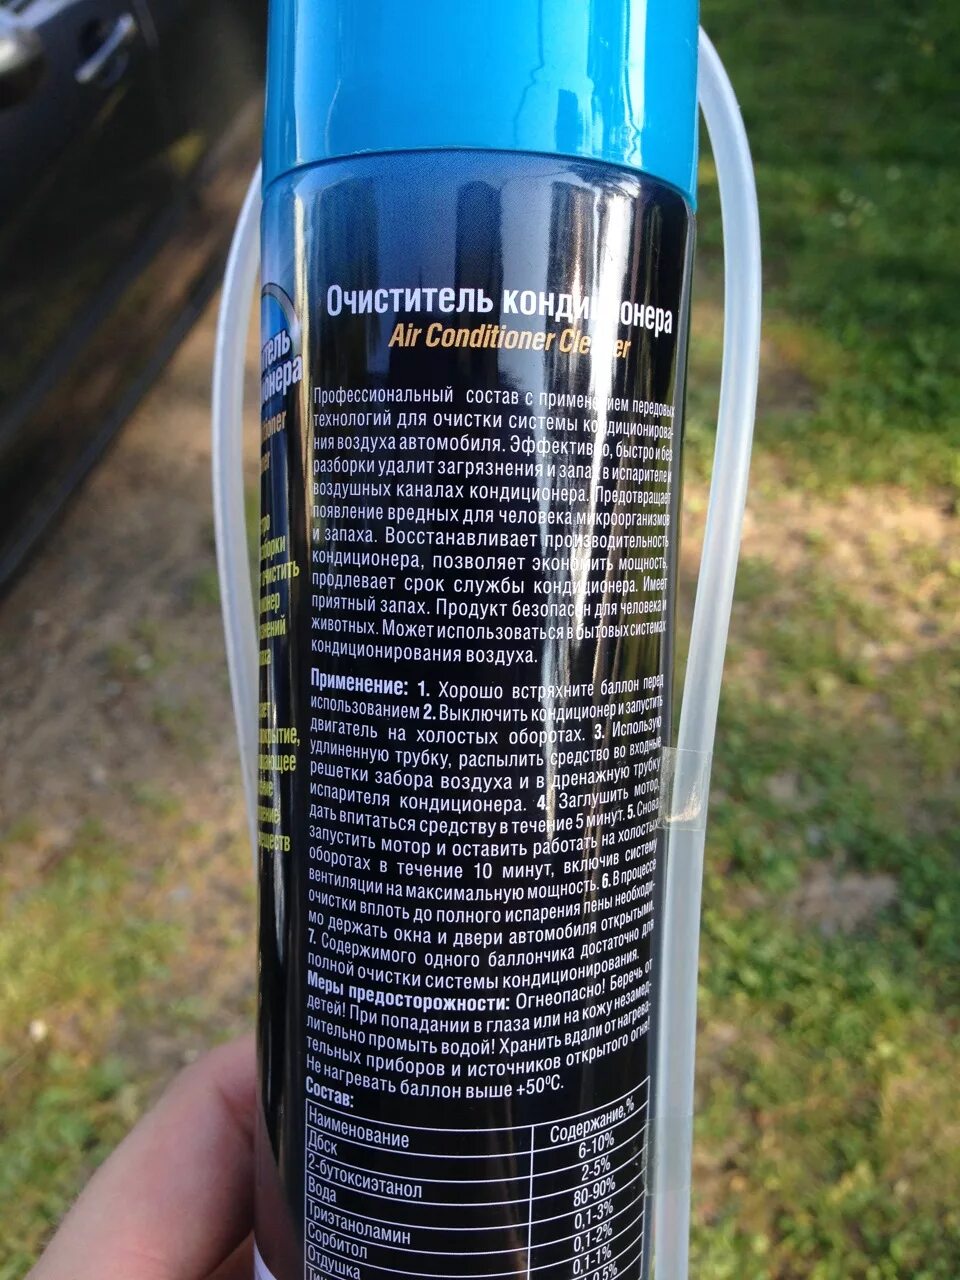 Очиститель кондиционера
Air Conditioner Cleaner
Профессиональный состав с применением передовых
технологий для очистки системы кондиционирова-
ния воздуха автомобиля. Эффективно, быстро и без
разборки удалит загрязнения и запах в испарителе и
воздушных каналах кондиционера. Предотвращает
появление вредных для человека микроорганизмов
и запаха. Восстанавливает производительность
кондиционера, позволяет экономить мощность,
продлевает срок службы кондиционера. Имеет
приятный запах. Продукт безопасен для человека и
животных. Может использоваться в бытовых системах
кондиционирования воздуха.
Применение: 1. Хорошо встряхните баллон перед
использованием 2. Выключить кондиционер и запустить
двигатель на холостых оборотах. 3. Используя
удлиненную трубку, распылить средство во входные
решетки забора воздуха и в дренажную трубку
испарителя кондиционера. 4. Заглушить мотор,
дать впитаться средству в течение 5 минут. 5. Снова
запустить мотор и оставить работать на холостых
оборотах в течение 10 минут, включив систему
вентиляции на максимальную мощность. 6. В процессе
очистки вплоть до полного испарения пены необходи-
мо держать окна и двери автомобиля открытыми.
7. Содержимого одного баллончика достаточно для
полной очистки системы кондиционирования.
Меры предосторожности: Огнеопасно! Беречь от
детей! При попадании в глаза или на кожу незамед-
лительно промыть водой! Хранить вдали от нагрева-
тельных приборов и источников открытого огня!
Не нагревать баллон выше +50°С.
Состав:
Наименование Содержание,%
Дбск 6-10%
2-бутоксиэтанол 2-5%
Вода 80-90%
Триэтаноламин 0,1-3%
Сорбитол 0,1-2%
Отдушка 0,1-1%